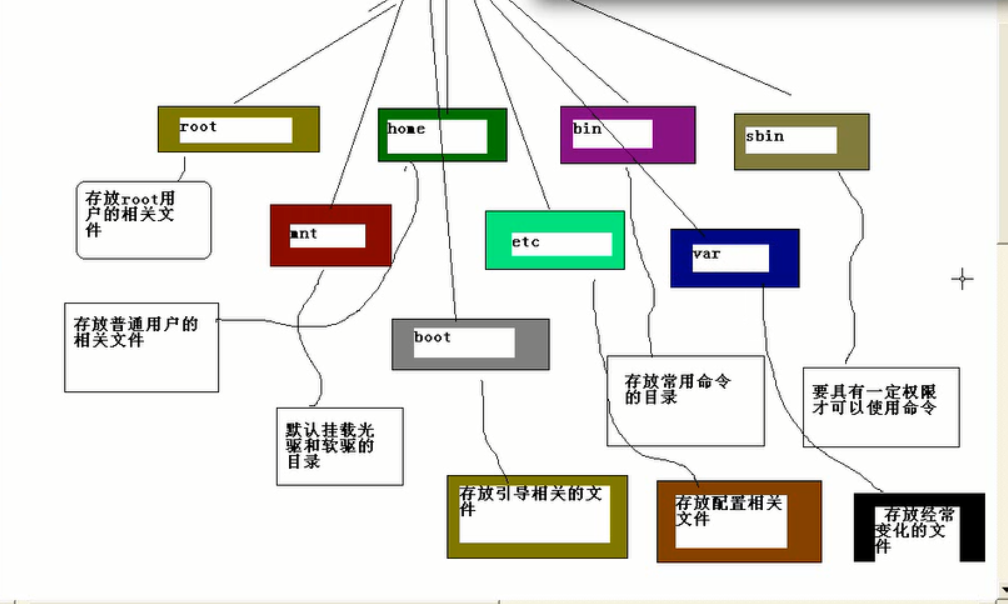 root
home
bin
sbin
存放root用
户的相关文
件
mnt
etc
var
存放普通用户的
相关文件
boot
存放常用命令
的目录
要具有一定权限
才可以使用命令
默认挂载光
驱和软驱的
目录
存放引导相关的文
件
存放配置相关
文件
存放经常
变化的文
件